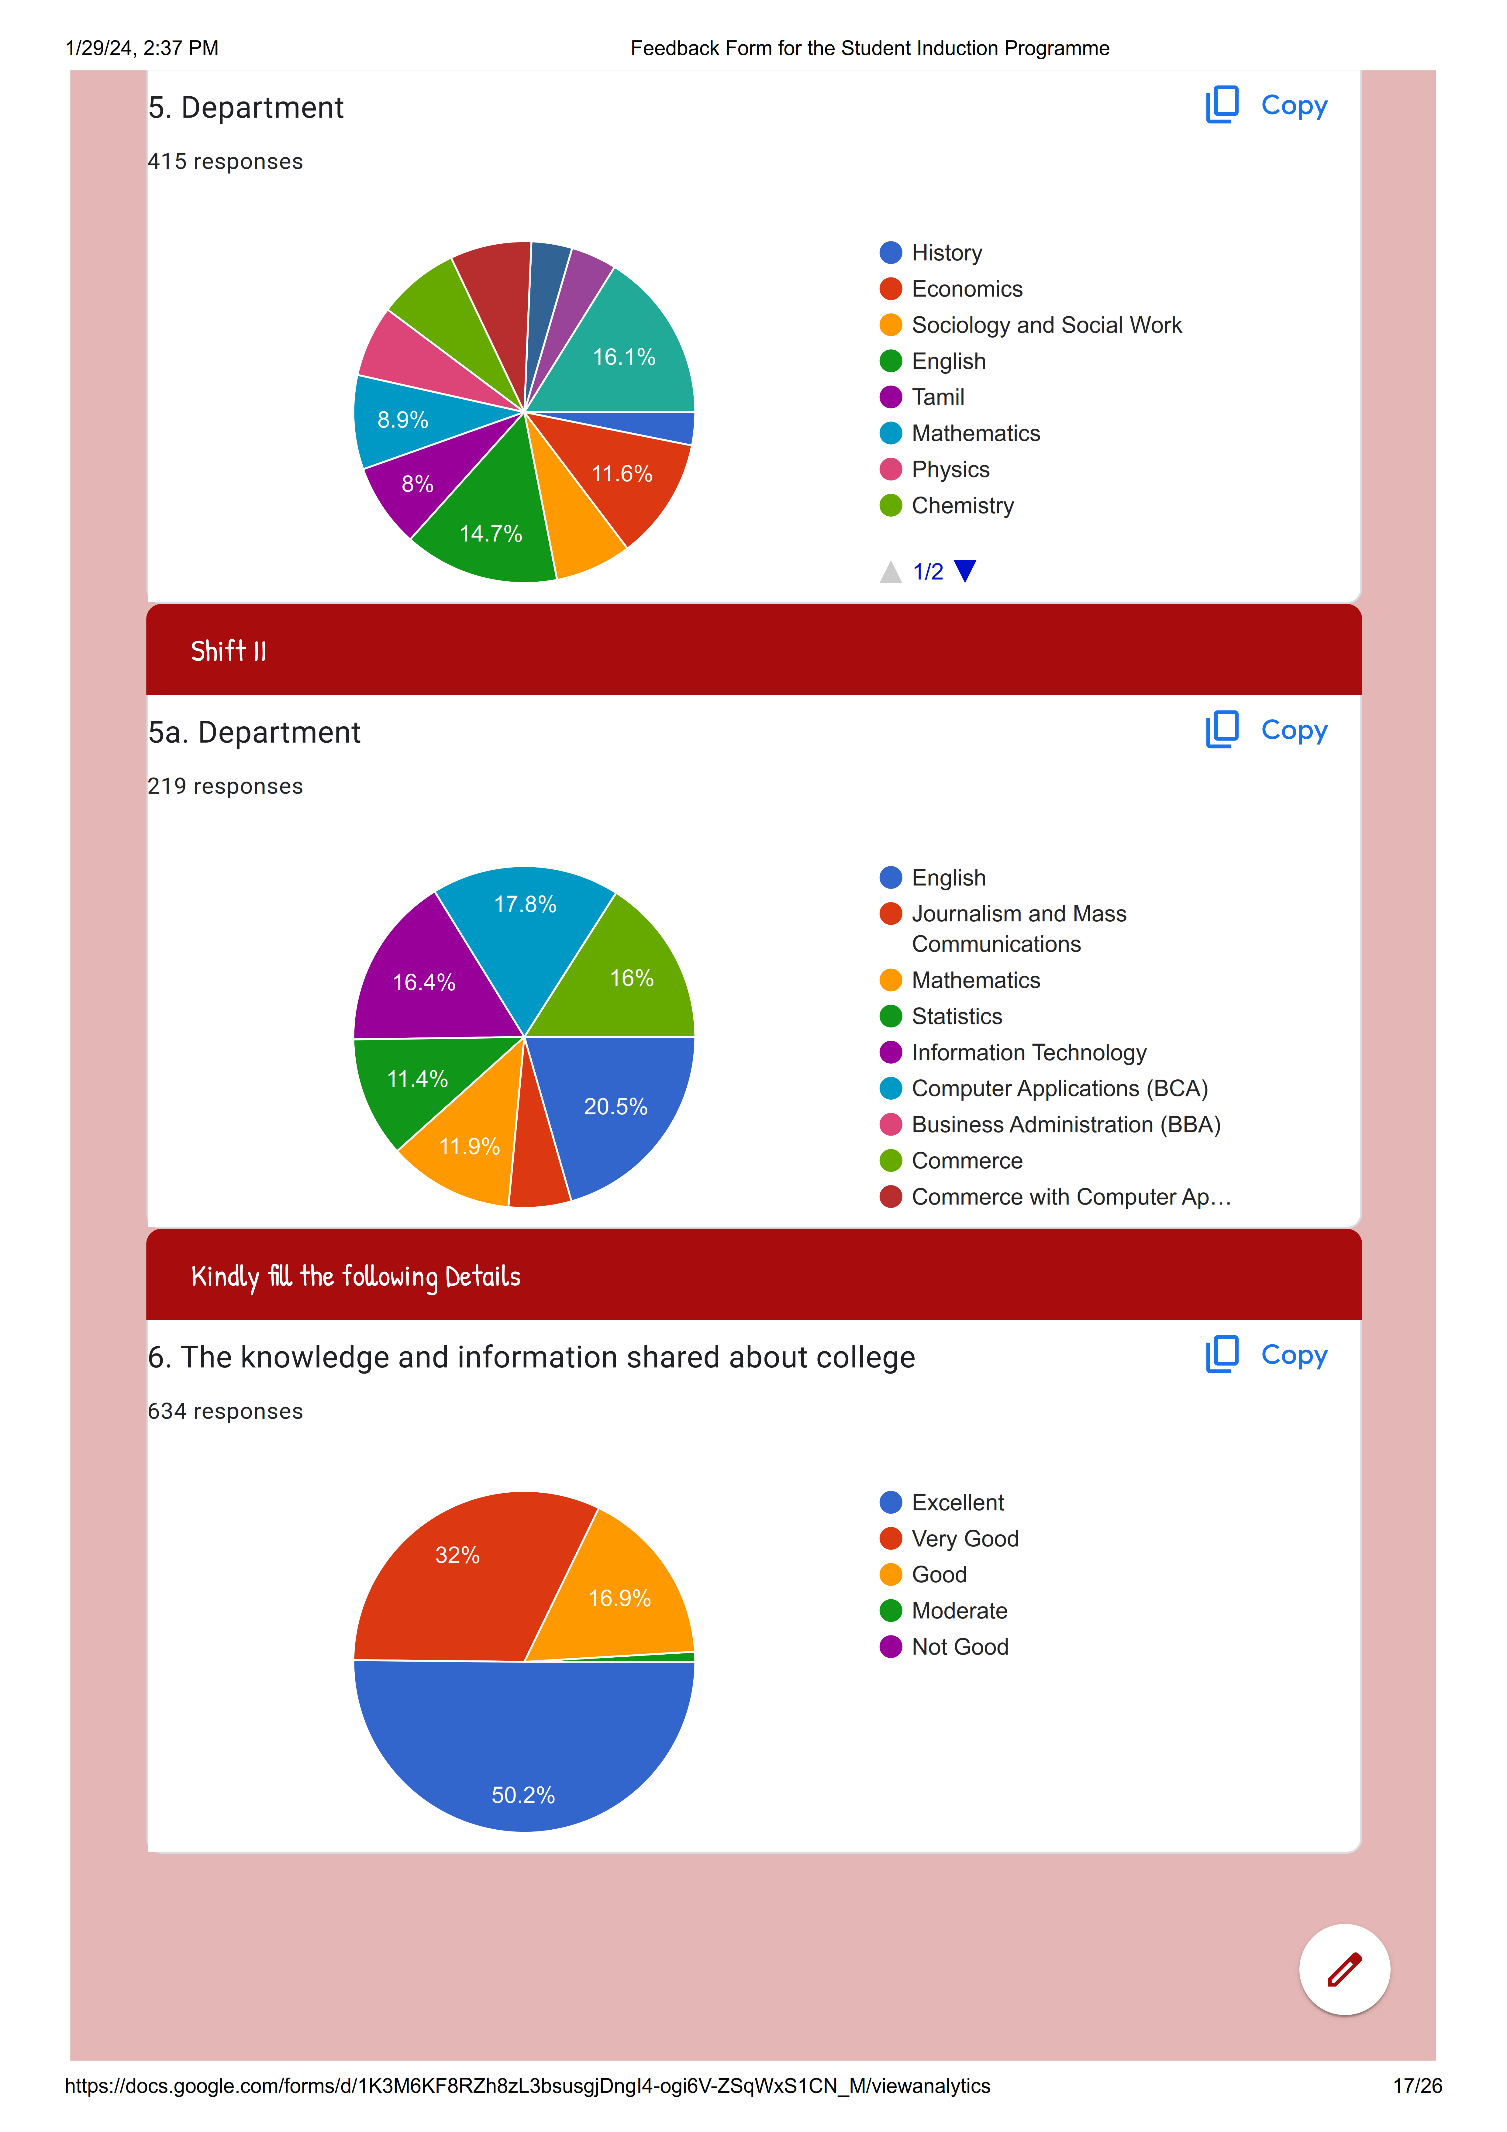 1/29/24, 2:37 PM
Feedback Form for the Student Induction Programme
5. Department
Copy
415 responses
16.1%
8.9%
11.6%
8%
14.7%
History
Economics
Sociology and Social Work
English
Tamil
Mathematics
Physics
Chemistry
1/2
Shift II
5a. Department
Copy
219 responses
17.8%
16.4%
16%
11.4%
20.5%
11.9%
English
Journalism and Mass
Communications
Mathematics
Statistics
Information Technology
Computer Applications (BCA)
Business Administration (BBA)
Commerce
Commerce with Computer Ap…
Kindly fill the following Details
6. The knowledge and information shared about college
Copy
634 responses
32%
16.9%
50.2%
Excellent
Very Good
Good
Moderate
Not Good
https://docs.google.com/forms/d/1K3M6KF8RZh8zL3bsusgjDngI4-ogi6V-ZSqWxS1CN_M/viewanalytics
17/26